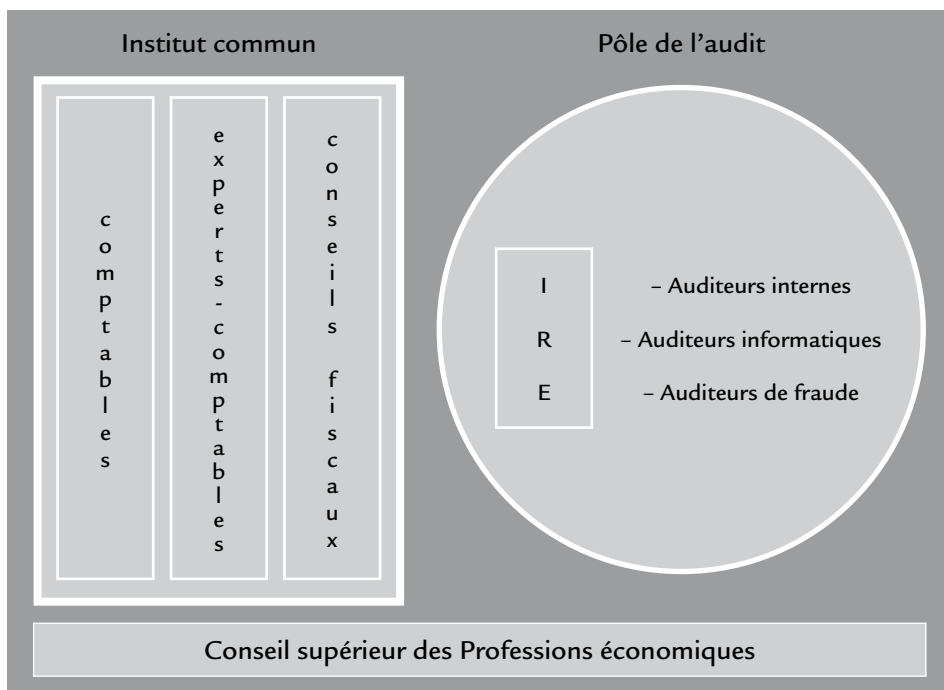 Institut commun
Pôle de l’audit
comptables
experts-comptables
conseils fiscaux
I
R
E
– Auditeurs internes
– Auditeurs informatiques
– Auditeurs de fraude
Conseil supérieur des Professions économiques